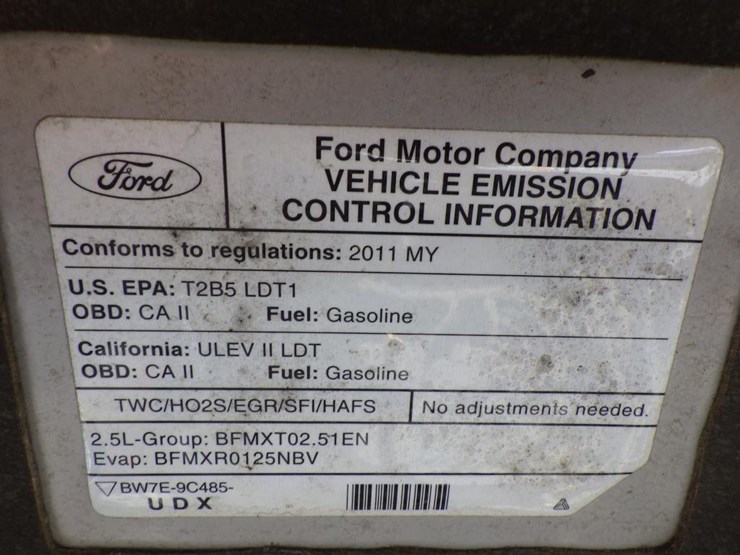 Ford
Ford Motor Company
VEHICLE EMISSION
CONTROL INFORMATION
Conforms to regulations: 2011 MY
U.S. EPA: T2B5 LDT1
OBD: CA II Fuel: Gasoline
California: ULEV II LDT
OBD: CA II Fuel: Gasoline
TWC/HO2S/EGR/SFI/HAFS No adjustments needed.
2.5L-Group: BFMXT02.51EN
Evap: BFMXR0125NBV
▽BW7E-9C485-
UDX